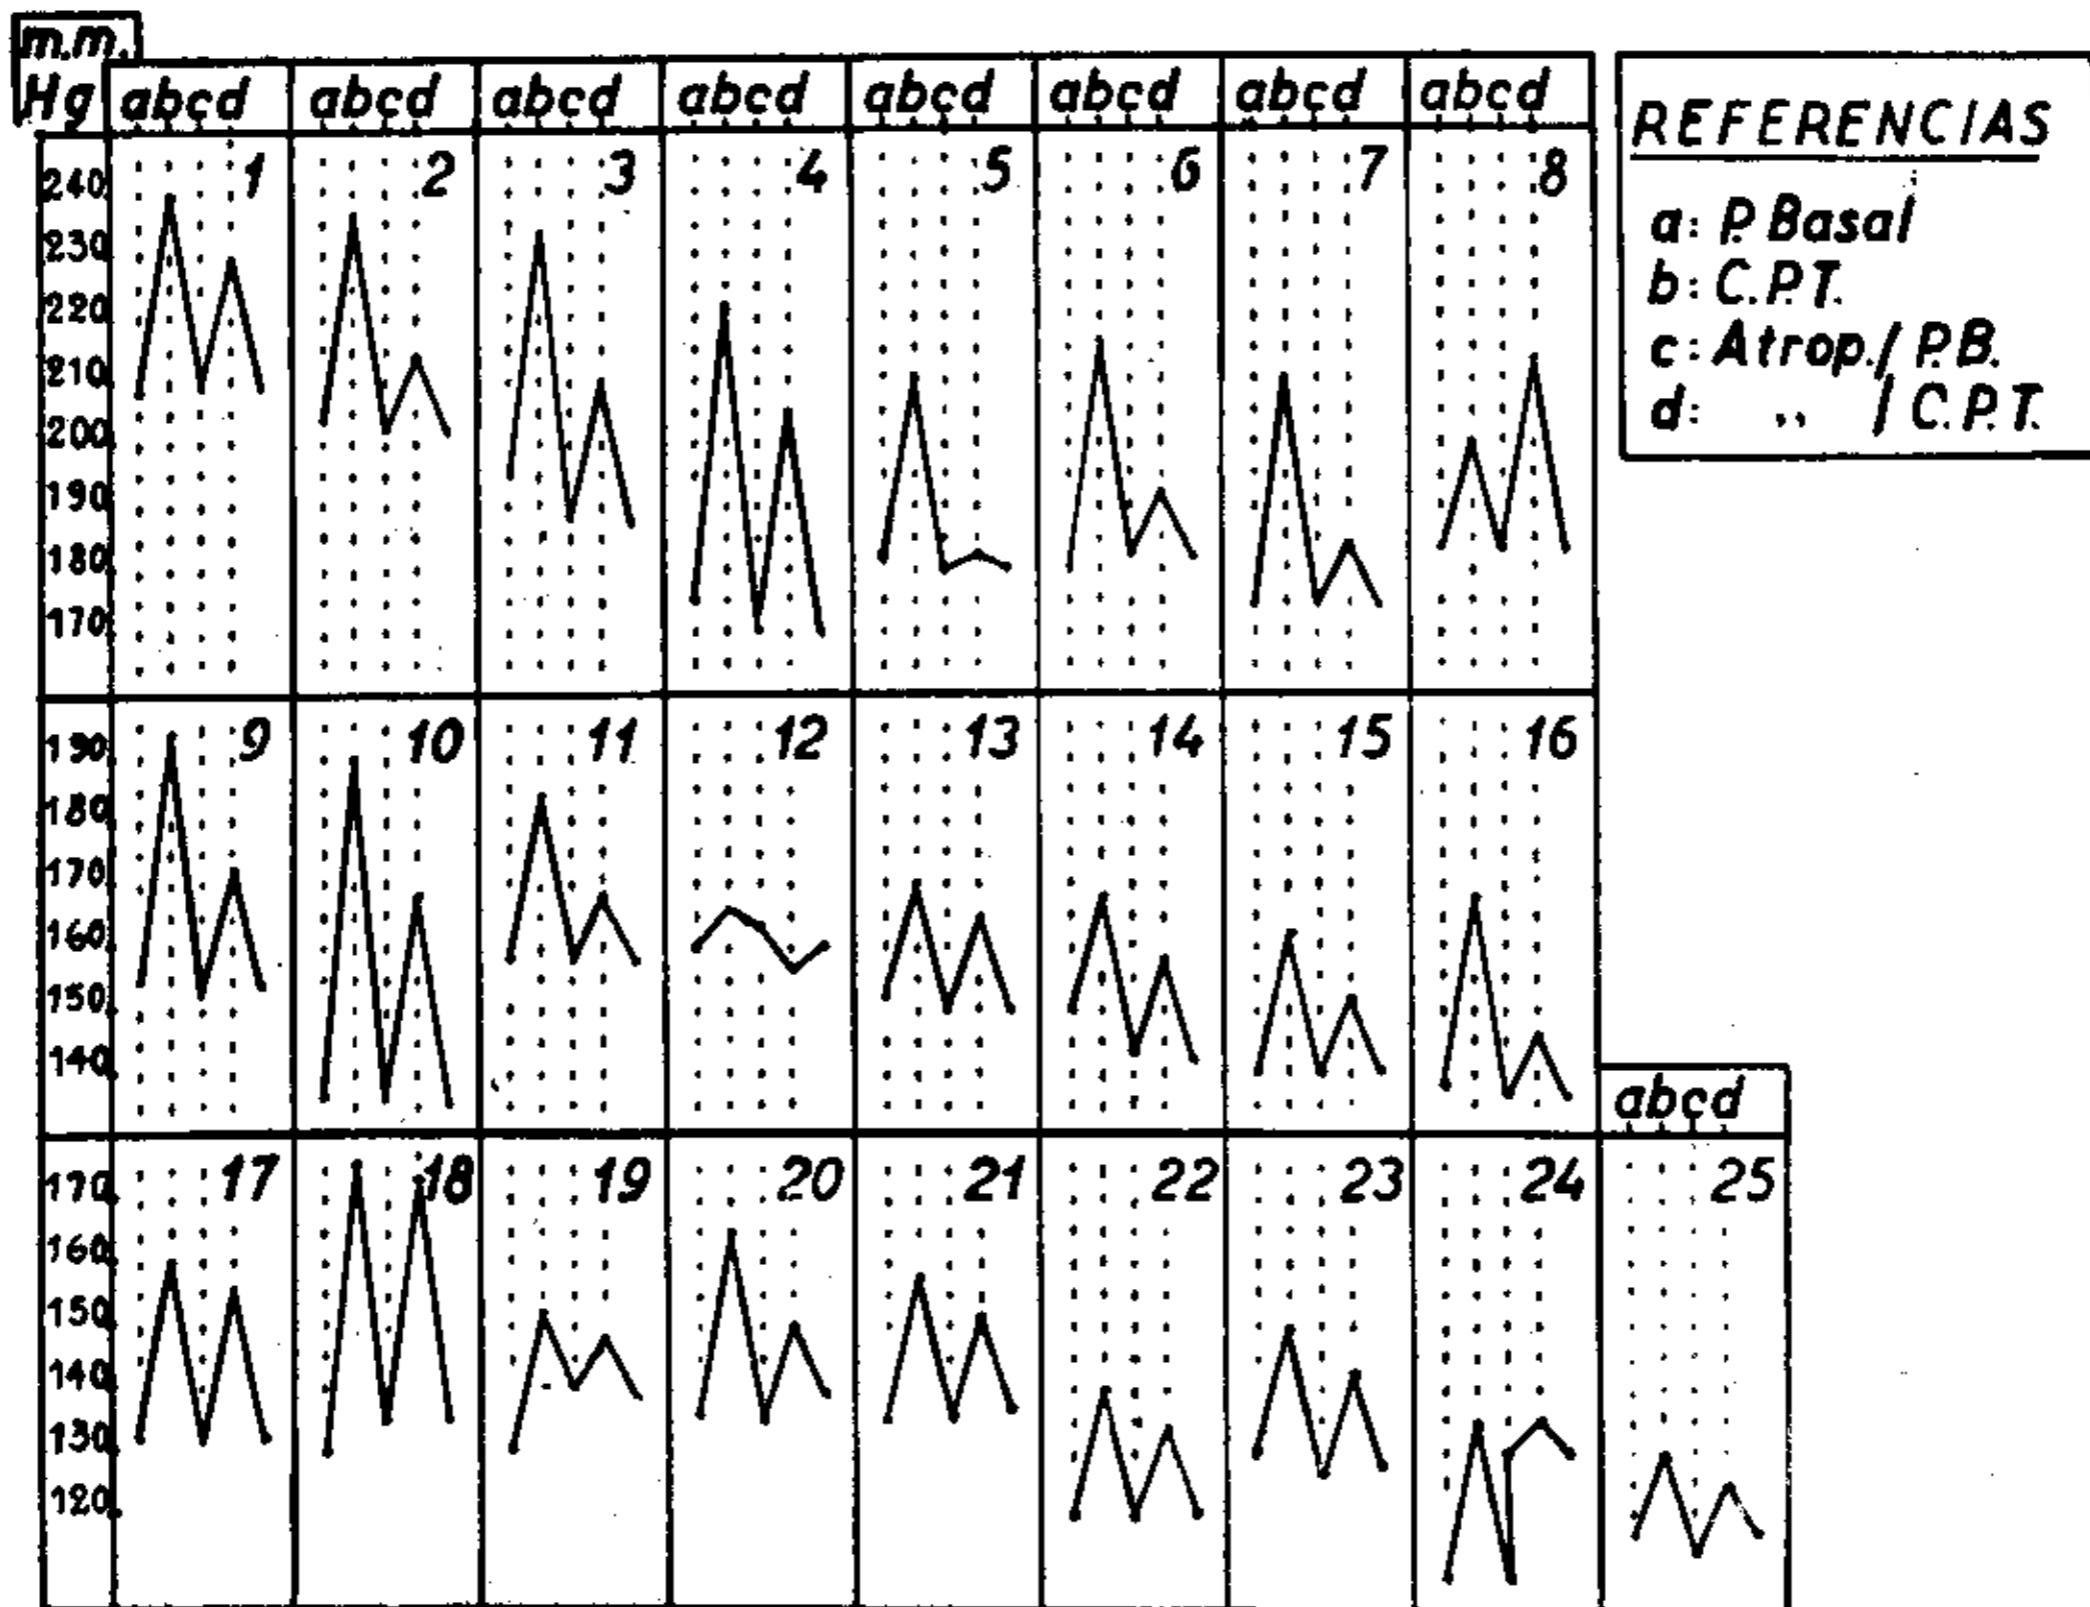 m.m.
Hg abcd abcd abcd abcd abcd abcd abcd abcd
1 2 3 4 5 6 7 8
240
230
220
210
200
190
180
170
REFERENCIAS
a: P. Basal
b: C.P.T.
c: Atrop./ P.B.
d: ,, / C.P.T.
9 10 11 12 13 14 15 16
190
180
170
160
150
140
abcd
17 18 19 20 21 22 23 24 25
170
160
150
140
130
120